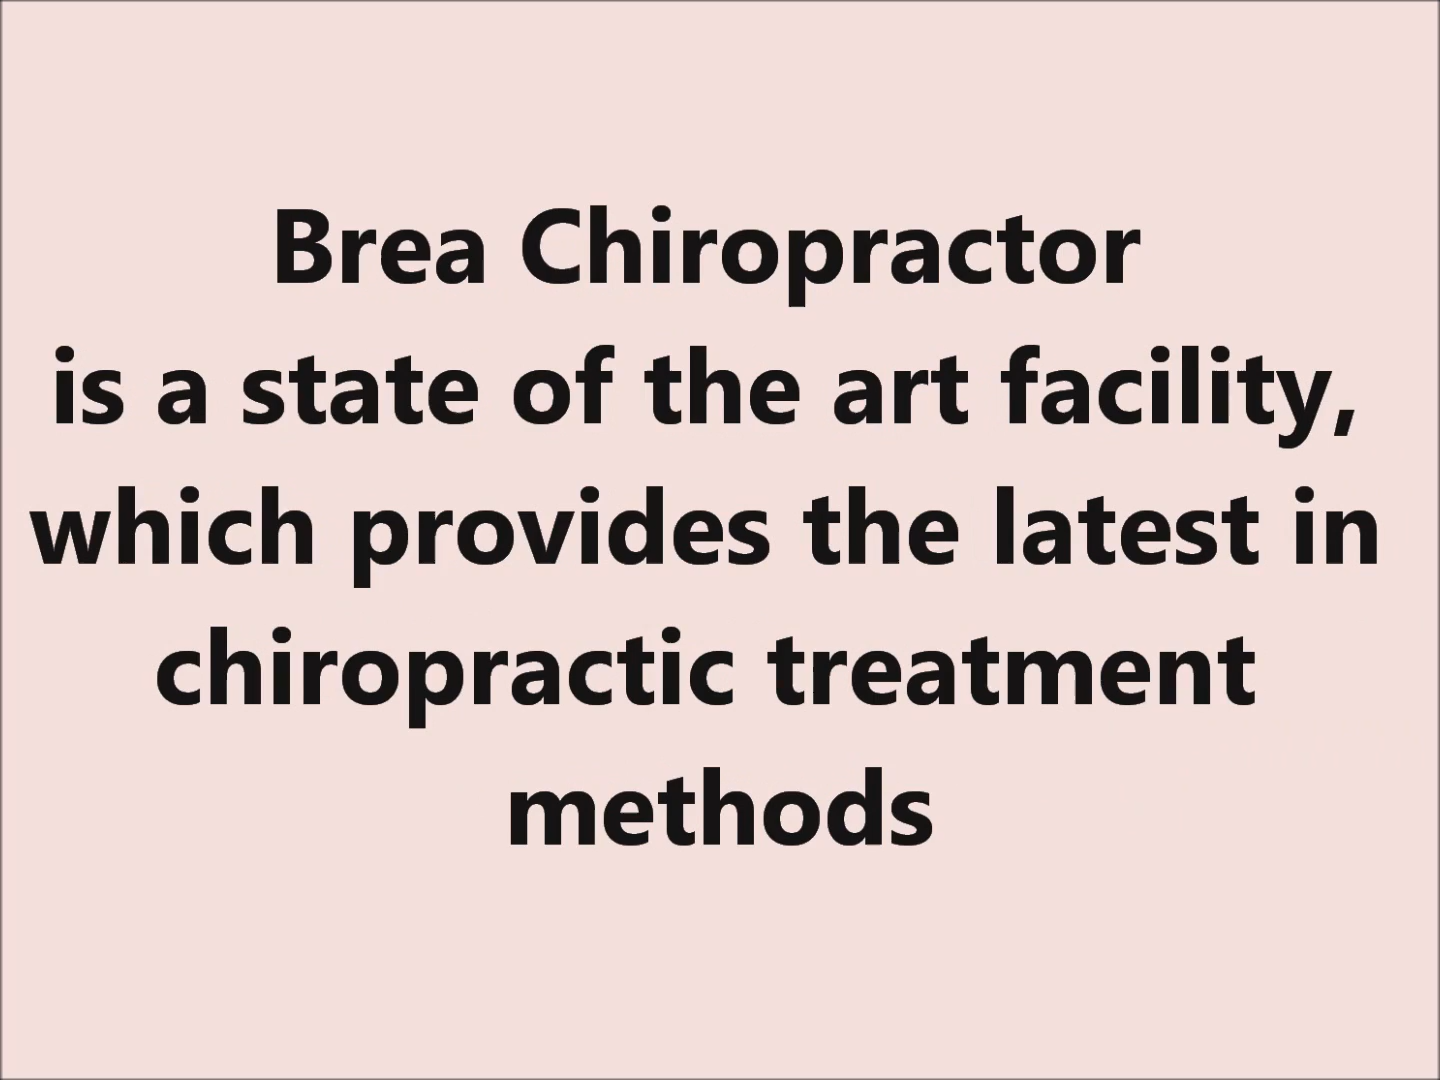 Brea Chiropractor
is a state of the art facility,
which provides the latest in
chiropractic treatment
methods